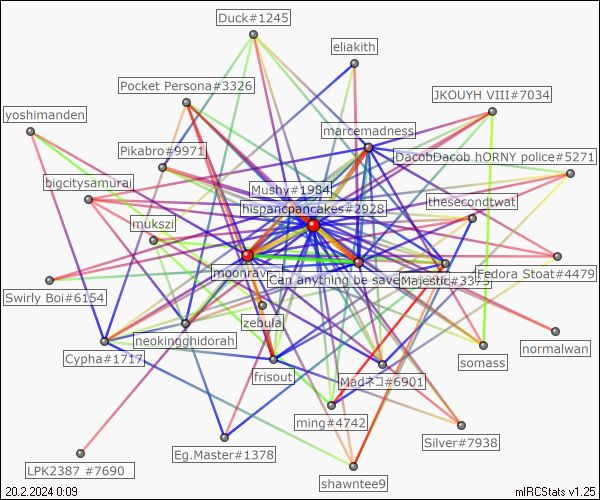 Duck#1245
eliakith
Pocket Persona#3326
JKOUYH VIII#7034
yoshimanden
marcemadness
Pikabro#9971
DacobDacob hORNY police#5271
bigcitysamurai
Mushy#1984
thesecondtwat
hispancpancakes#2928
mukszi
moonraven
Can anything be save
Majestic#3375
Fedora Stoat#4479
Swirly Boi#6154
zebula
neokingghidorah
normalwan
Cypha#1717
somass
frisout
Madネコ#6901
ming#4742
Silver#7938
Eg.Master#1378
LPK2387 #7690
shawntee9
20.2.2024 0:09
mIRCStats v1.25